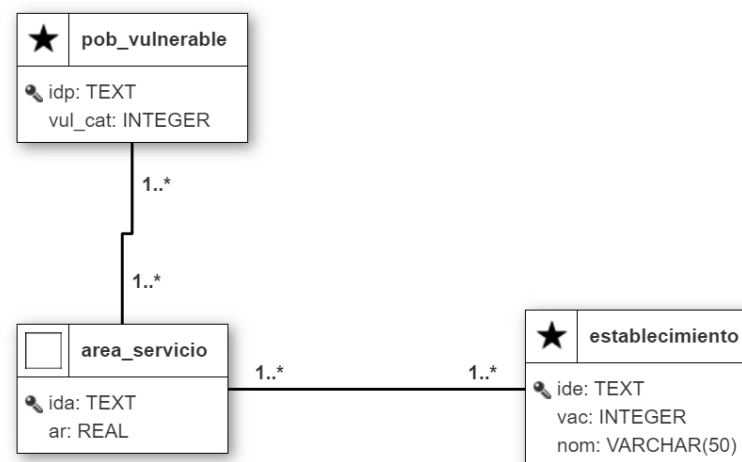 pob_vulnerable
idp: TEXT
vul_cat: INTEGER
1..*
1..*
area_servicio
ida: TEXT
ar: REAL
1..*
1..*
establecimiento
ide: TEXT
vac: INTEGER
nom: VARCHAR(50)